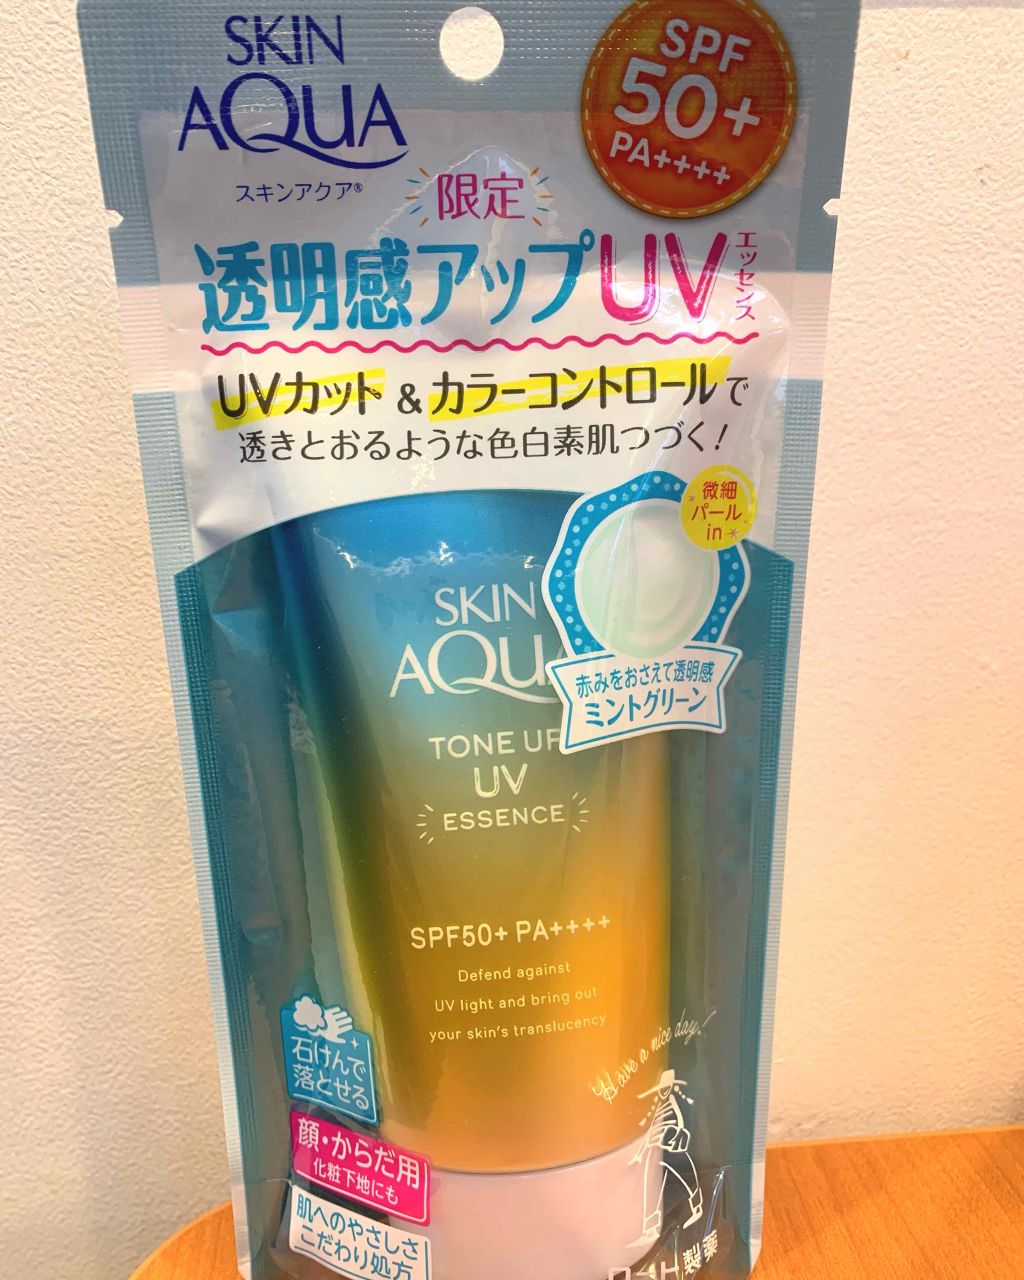 SKIN
AQUA
スキンアクア®
SPF
50+
PA++++
限定
透明感アップUV
エッセンス
UVカット&カラーコントロールで
透きとおるような色白素肌つづく!
微細
パール
in
赤みをおさえて透明感
ミントグリーン
SKIN
AQUA
TONE UP
UV
ESSENCE
SPF50+ PA++++
Defend against
UV light and bring out
your skin's translucency
Have a nice day!
石けんで
落とせる
顔・からだ用
化粧下地にも
肌へのやさしさ
こだわり処方
ロート製薬